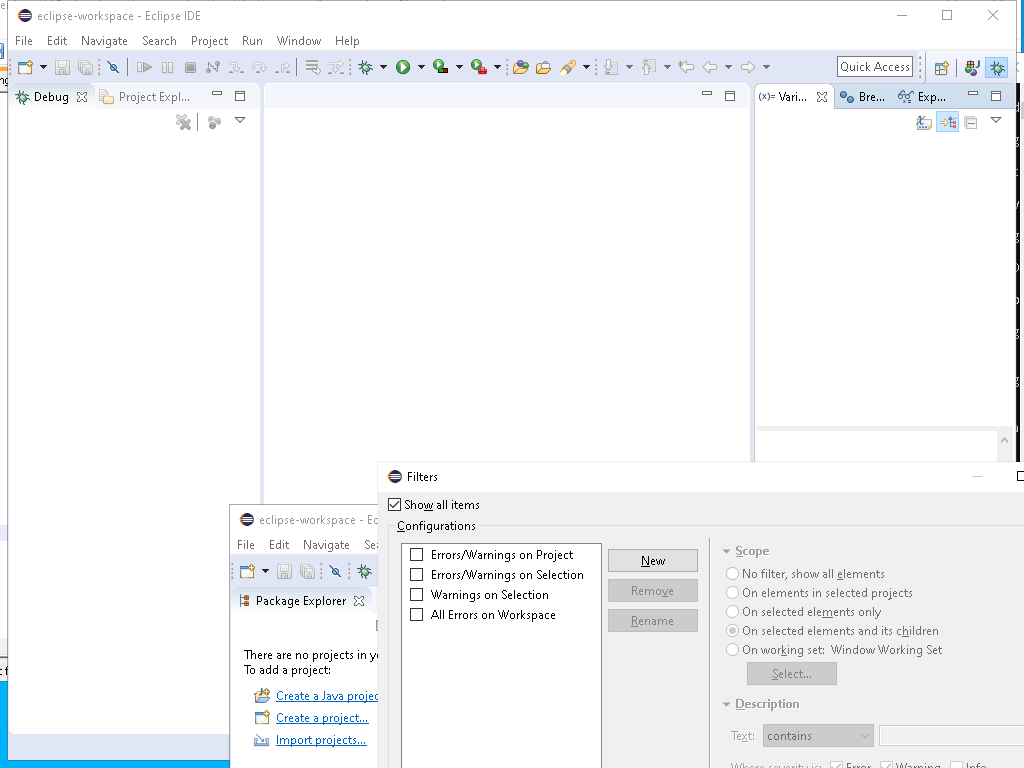 eclipse-workspace - Eclipse IDE
File Edit Navigate Search Project Run Window Help
Quick Access
Debug Project Expl... (x)= Vari... Bre... Exp...
Filters
Show all items
Configurations
Errors/Warnings on Project
Errors/Warnings on Selection
Warnings on Selection
All Errors on Workspace
New
Remove
Rename
Scope
No filter, show all elements
On elements in selected projects
On selected elements only
On selected elements and its children
On working set: Window Working Set
Select...
Description
Text: contains
Where severity is: Error Warning Info
eclipse-workspace - Ec
File Edit Navigate Sea
Package Explorer
There are no projects in yo
To add a project:
Create a Java projec
Create a project...
Import projects...